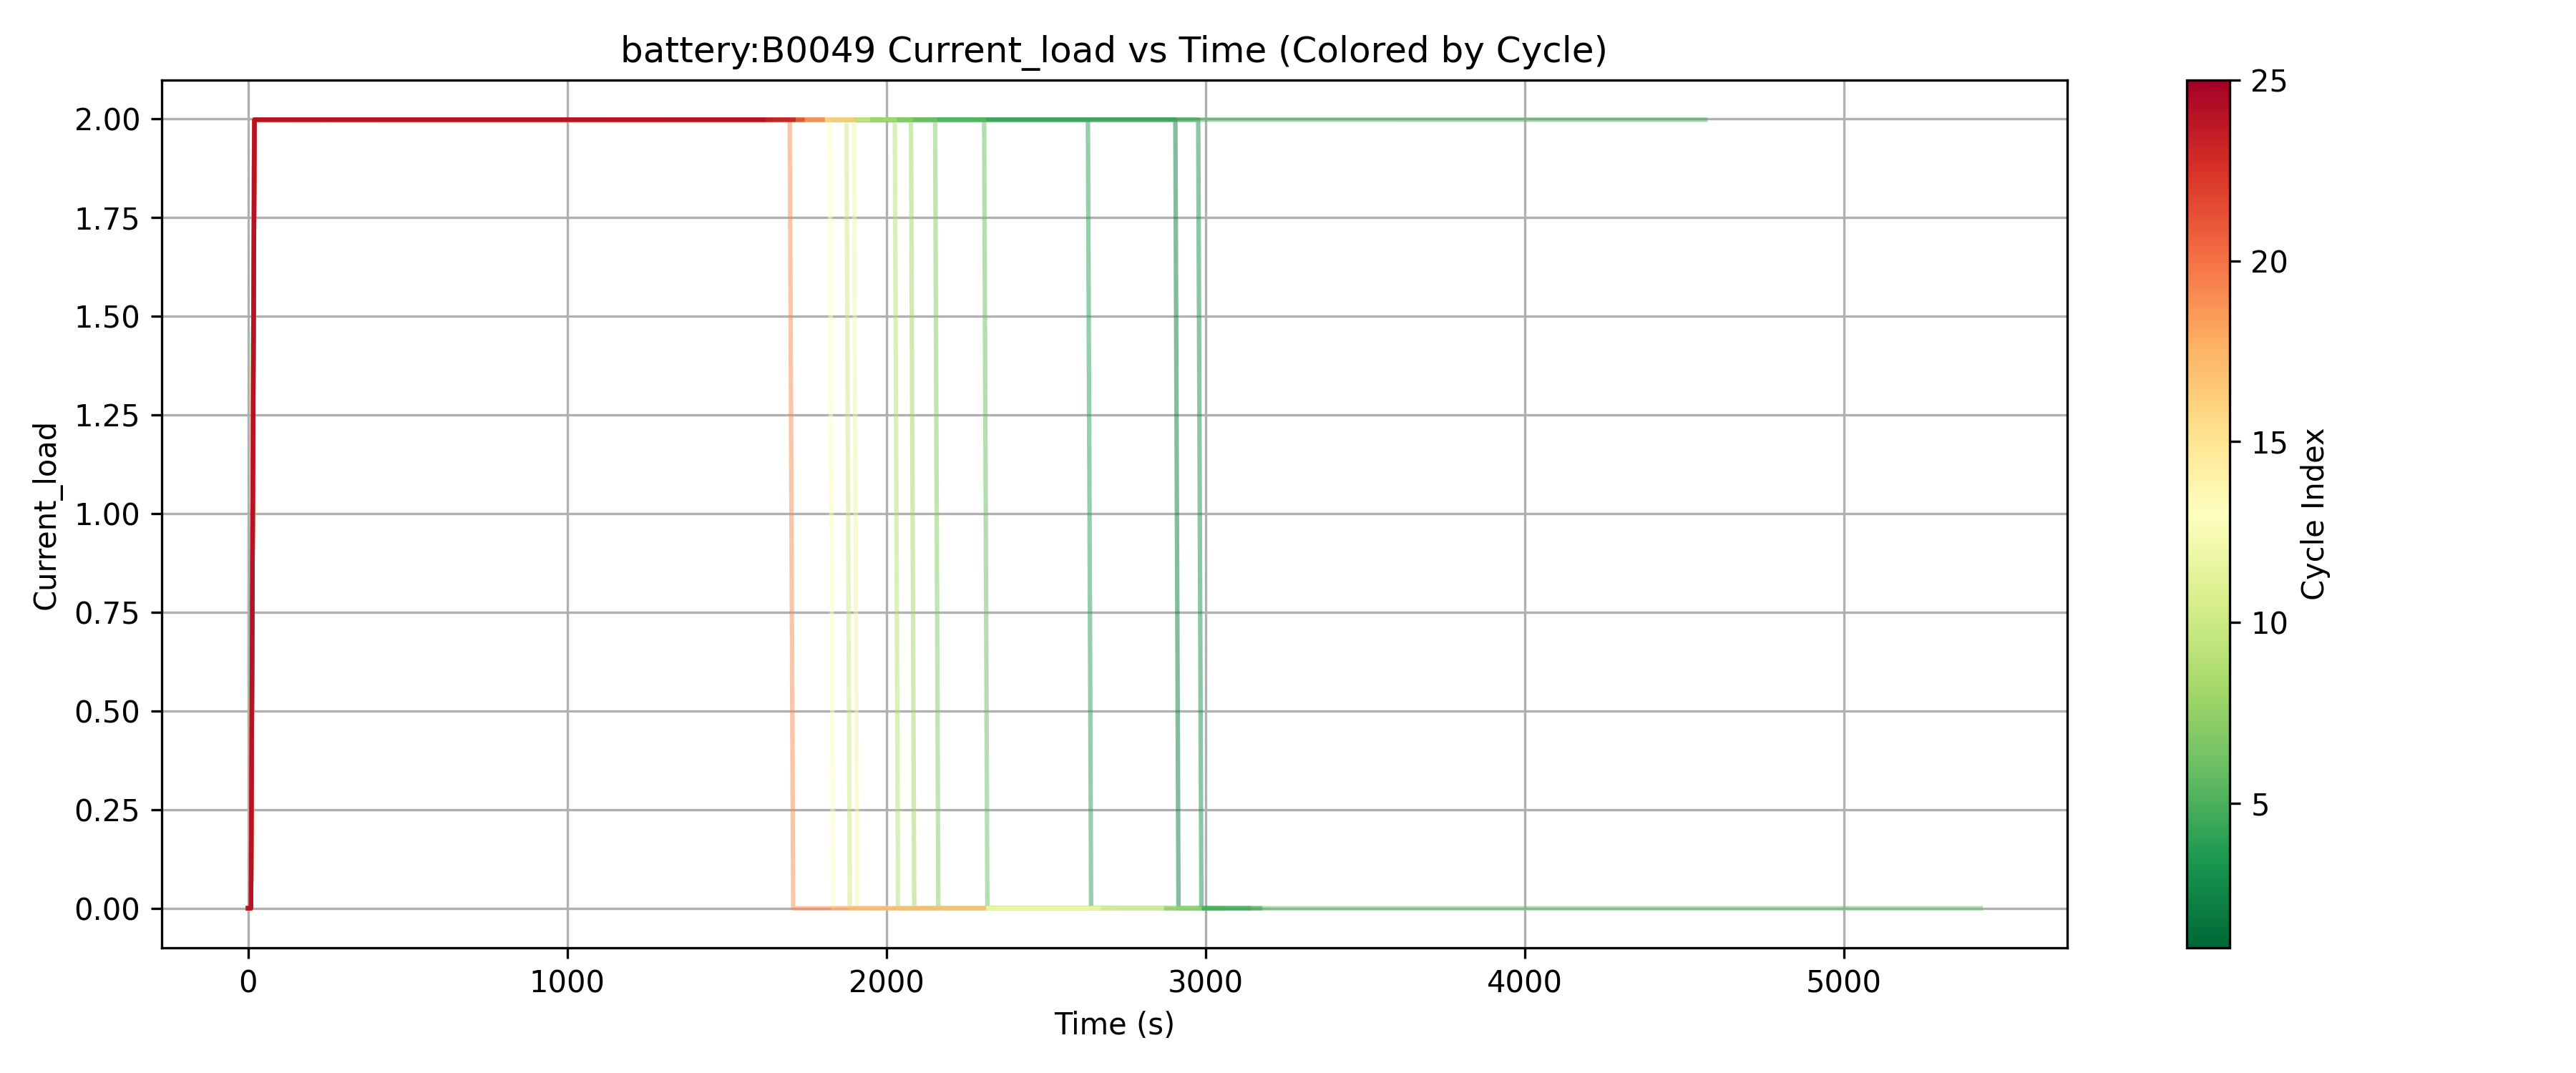 battery:B0049 Current_load vs Time (Colored by Cycle)
2.00
1.75
1.50
1.25
1.00
0.75
0.50
0.25
0.00
Current_load
0 1000 2000 3000 4000 5000
Time (s)
25
20
15
10
5
Cycle Index